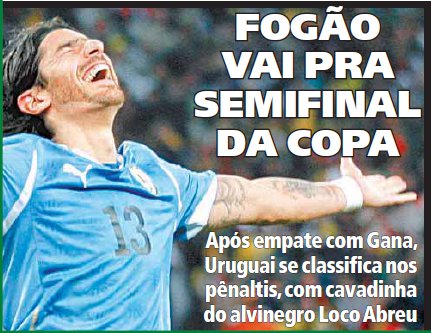 FOGÃO
VAI PRA
SEMIFINAL
DA COPA
13
Após empate com Gana,
Uruguai se classifica nos
pênaltis, com cavadinha
do alvinegro Loco Abreu